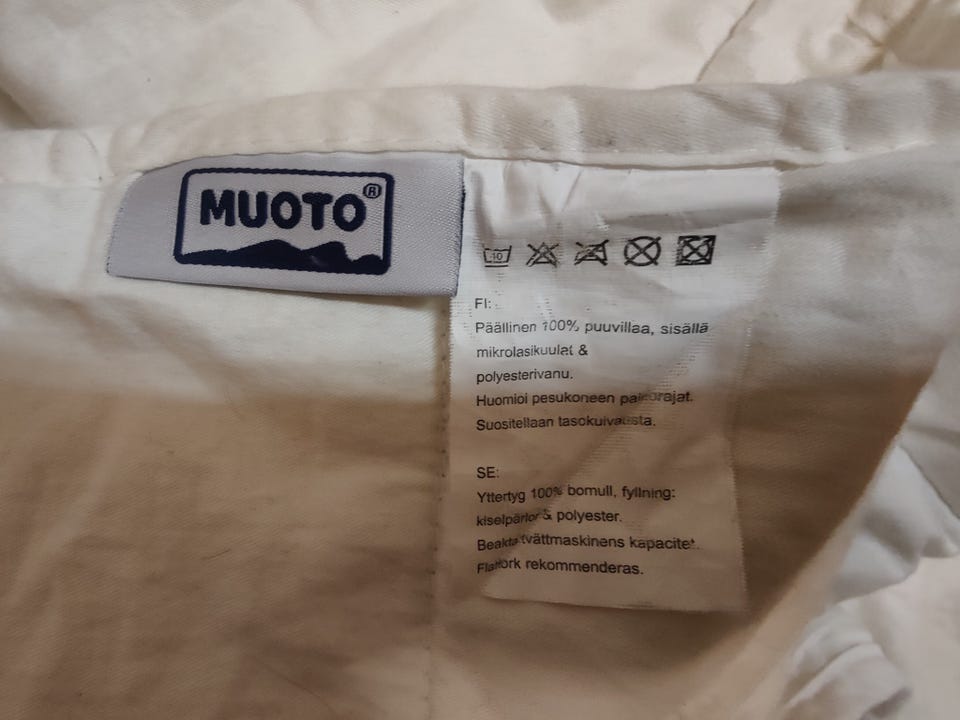 MUOTO®
FI:
Päällinen 100% puuvillaa, sisällä
mikrolasikuulat &
polyesterivanu.
Huomioi pesukoneen painorajat.
Suositellaan tasokuivausta.
SE:
Yttertyg 100% bomull, fyllning:
kiselpärlor & polyester.
Beakta tvättmaskinens kapacitet.
Flattork rekommenderas.